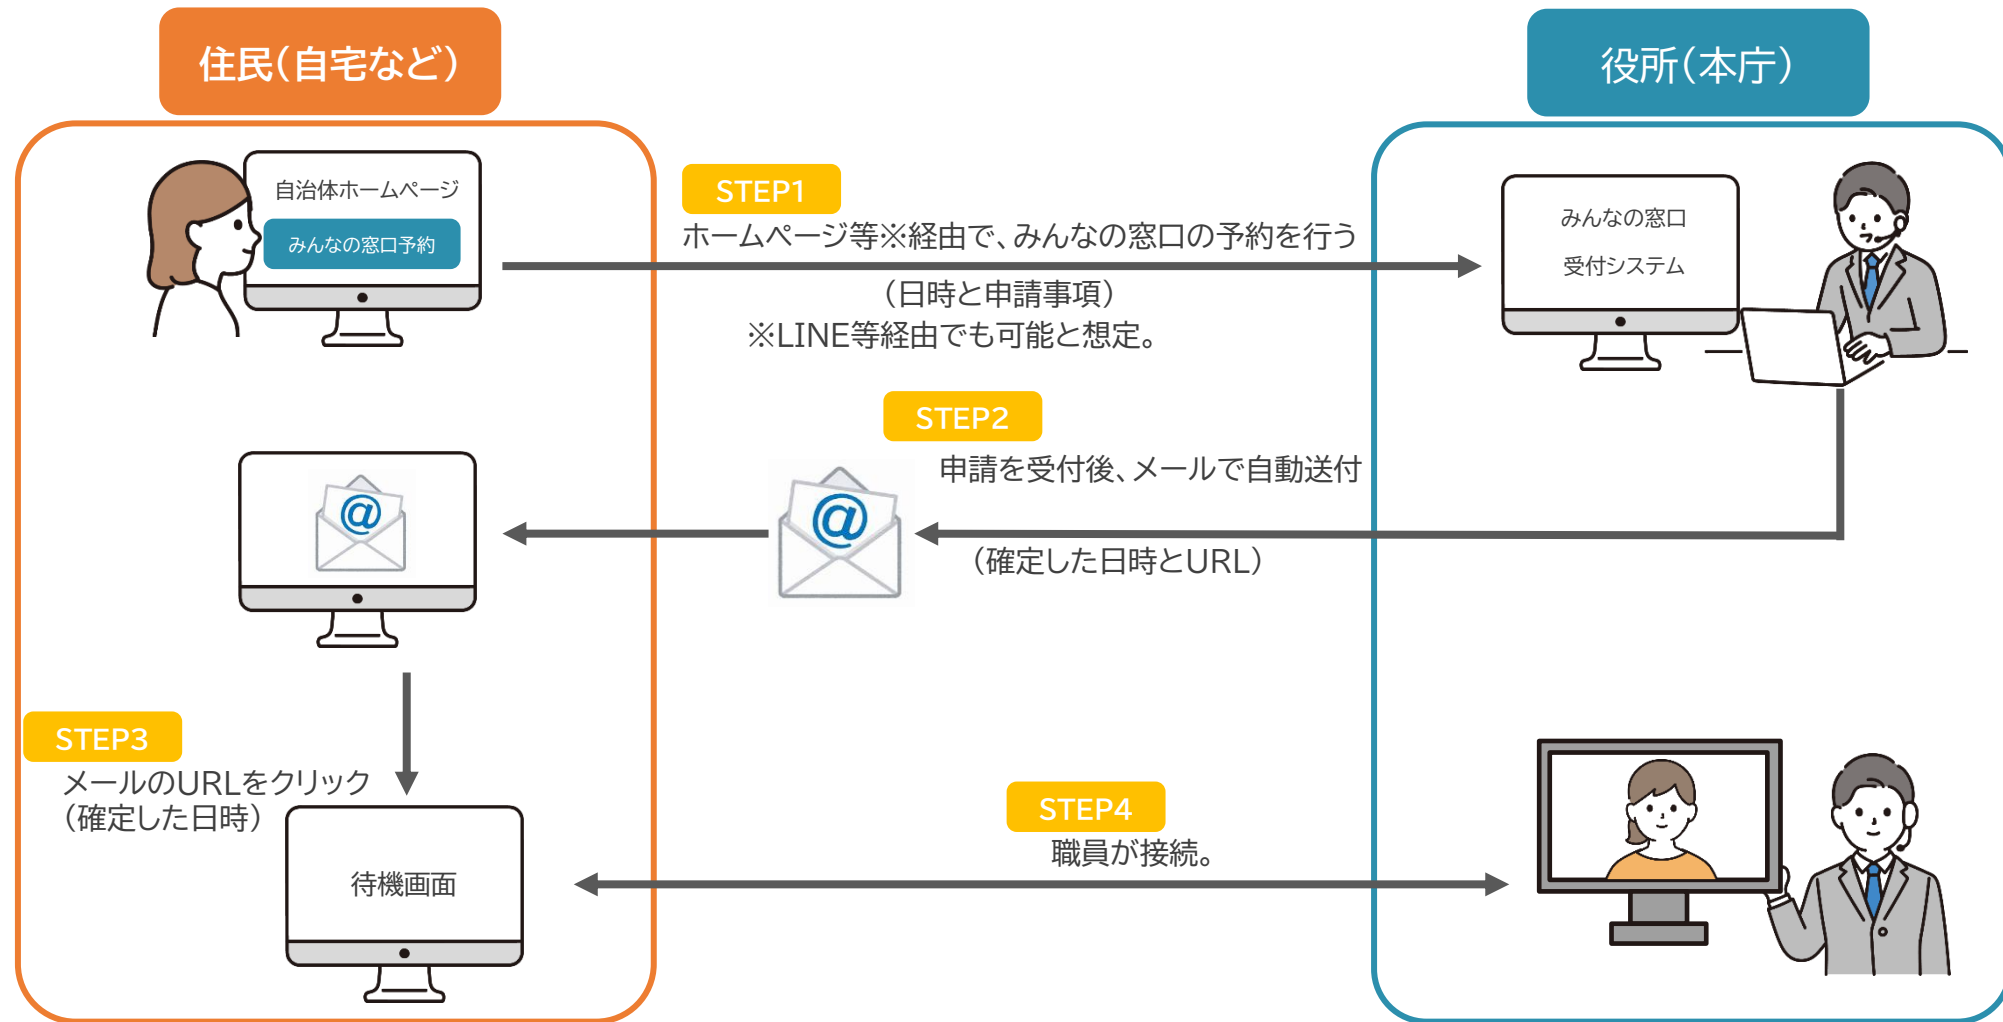 住民(自宅など)
役所(本庁)
自治体ホームページ
みんなの窓口予約
STEP1
ホームページ等※経由で、みんなの窓口の予約を行う
(日時と申請事項)
※LINE等経由でも可能と想定。
みんなの窓口
受付システム
STEP2
申請を受付後、メールで自動送付
(確定した日時とURL)
@
@
STEP3
メールのURLをクリック
(確定した日時)
待機画面
STEP4
職員が接続。